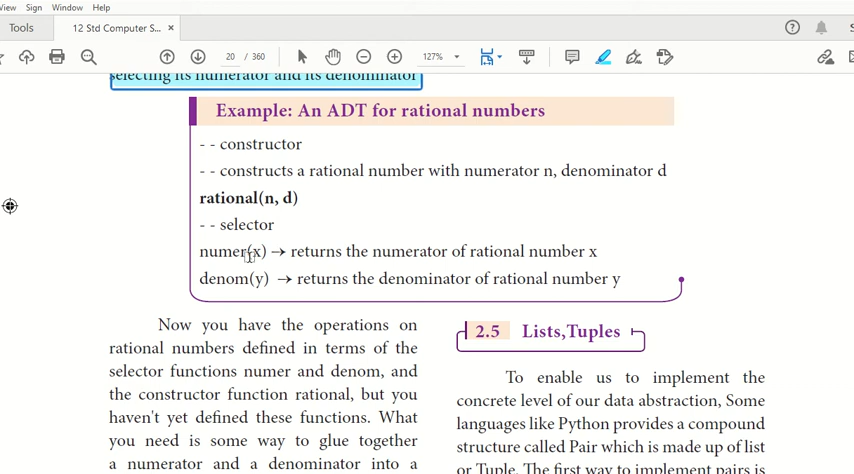 View Sign Window Help
Tools 12 Std Computer S... ×
20 / 360 127%
selecting its numerator and its denominator
Example: An ADT for rational numbers
- - constructor
- - constructs a rational number with numerator n, denominator d
rational(n, d)
- - selector
numer(x) → returns the numerator of rational number x
denom(y) → returns the denominator of rational number y
Now you have the operations on
rational numbers defined in terms of the
selector functions numer and denom, and
the constructor function rational, but you
haven't yet defined these functions. What
you need is some way to glue together
a numerator and a denominator into a
2.5 Lists,Tuples
To enable us to implement the
concrete level of our data abstraction, Some
languages like Python provides a compound
structure called Pair which is made up of list
or Tuple. The first way to implement pairs is